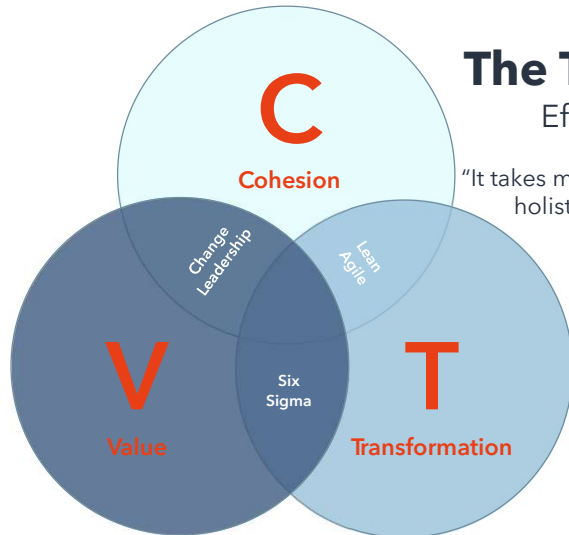 C
Cohesion
The T
Ef
“It takes m
holist
Change
Leadership
Lean
Agile
V
Value
Six
Sigma
T
Transformation